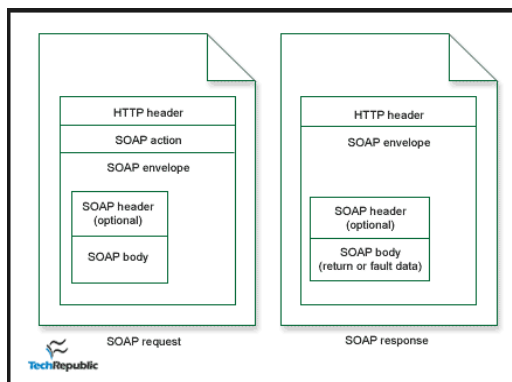 HTTP header
SOAP action
SOAP envelope
SOAP header
(optional)
SOAP body
SOAP request
HTTP header
SOAP envelope
SOAP header
(optional)
SOAP body
(return or fault data)
SOAP response
TechRepublic